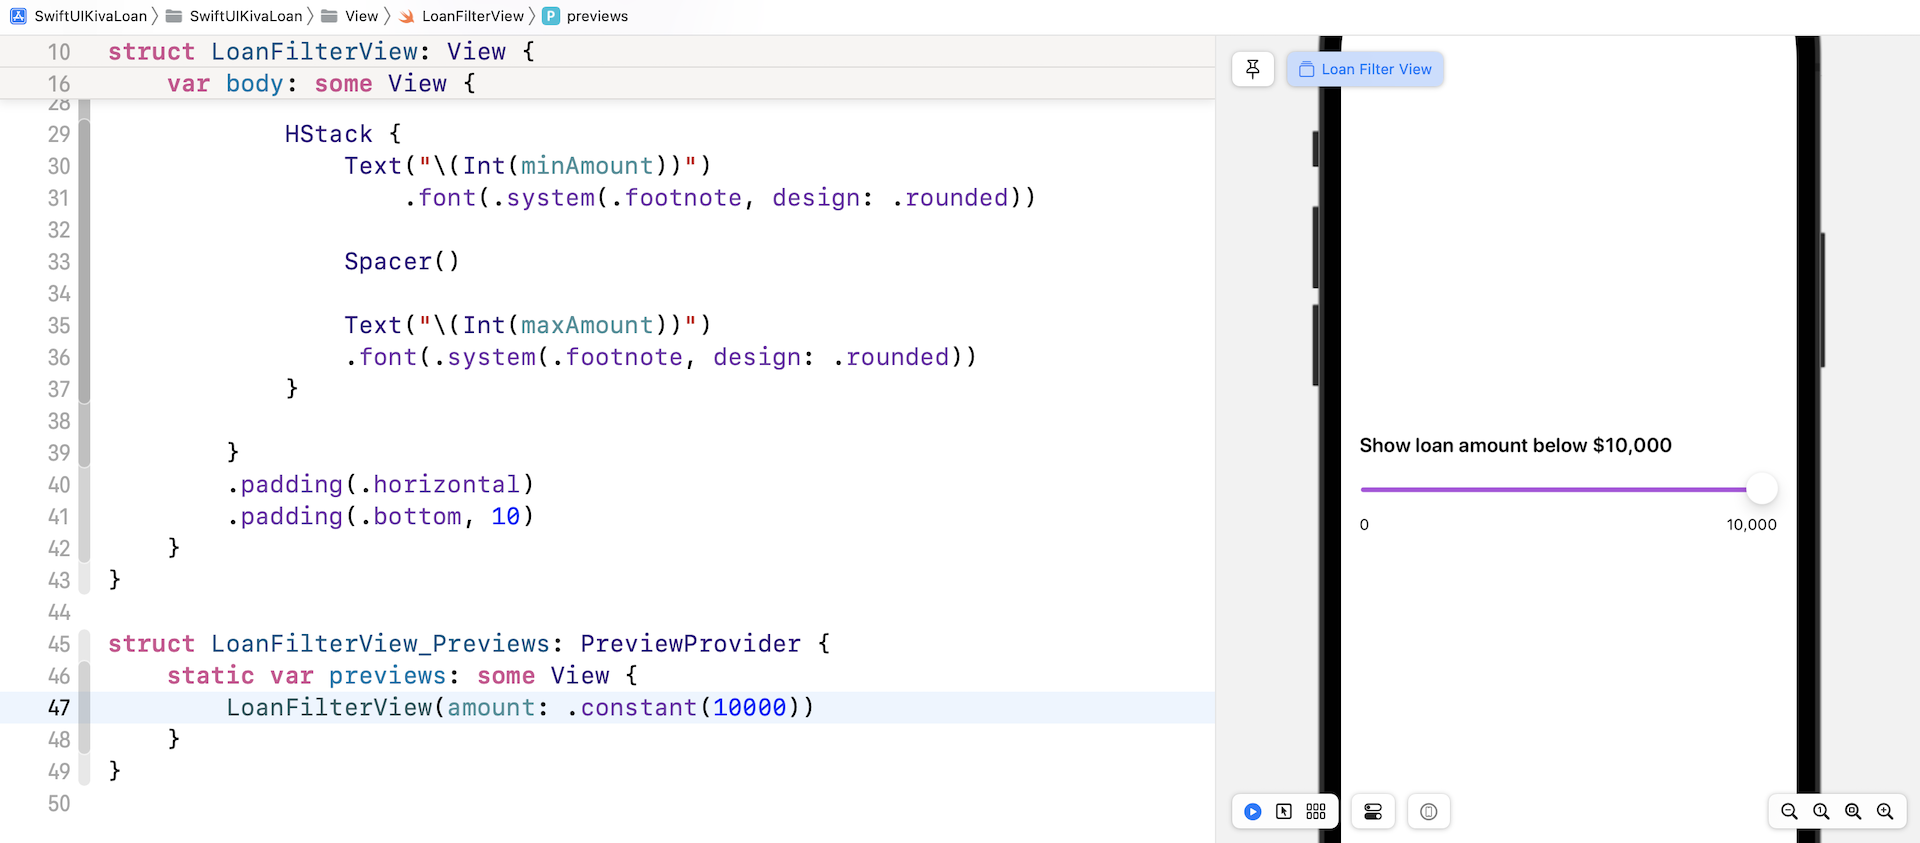 SwiftUIKivaLoan SwiftUIKivaLoan View LoanFilterView P previews
10 struct LoanFilterView: View {
16 var body: some View {
28
29 HStack {
30 Text("\(Int(minAmount))")
31 .font(.system(.footnote, design: .rounded))
32
33 Spacer()
34
35 Text("\(Int(maxAmount))")
36 .font(.system(.footnote, design: .rounded))
37 }
38
39 }
40 .padding(.horizontal)
41 .padding(.bottom, 10)
42 }
43 }
44
45 struct LoanFilterView_Previews: PreviewProvider {
46 static var previews: some View {
47 LoanFilterView(amount: .constant(10000))
48 }
49 }
50
Loan Filter View
Show loan amount below $10,000
0 10,000